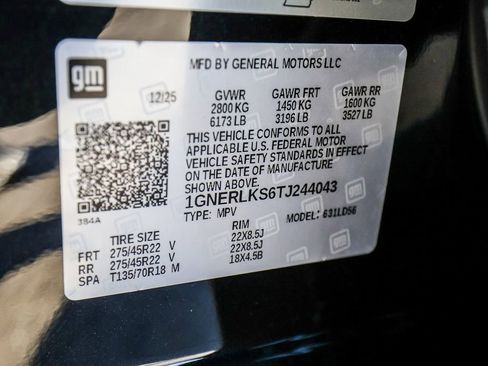 gm
MFD BY GENERAL MOTORS LLC
12/25 GVWR GAWR FRT GAWR RR
2800 KG 1450 KG 1600 KG
6173 LB 3196 LB 3527 LB
THIS VEHICLE CONFORMS TO ALL
APPLICABLE U.S. FEDERAL MOTOR
VEHICLE SAFETY STANDARDS IN EFFECT
ON THE DATE OF MANUFACTURE
SHOWN ABOVE.
384A 1GNERLKS6TJ244043
TYPE: MPV MODEL: 631LD56
TIRE SIZE RIM
FRT 275/45R22 V 22X8.5J
RR 275/45R22 V 22X8.5J
SPA T135/70R18 M 18X4.5B